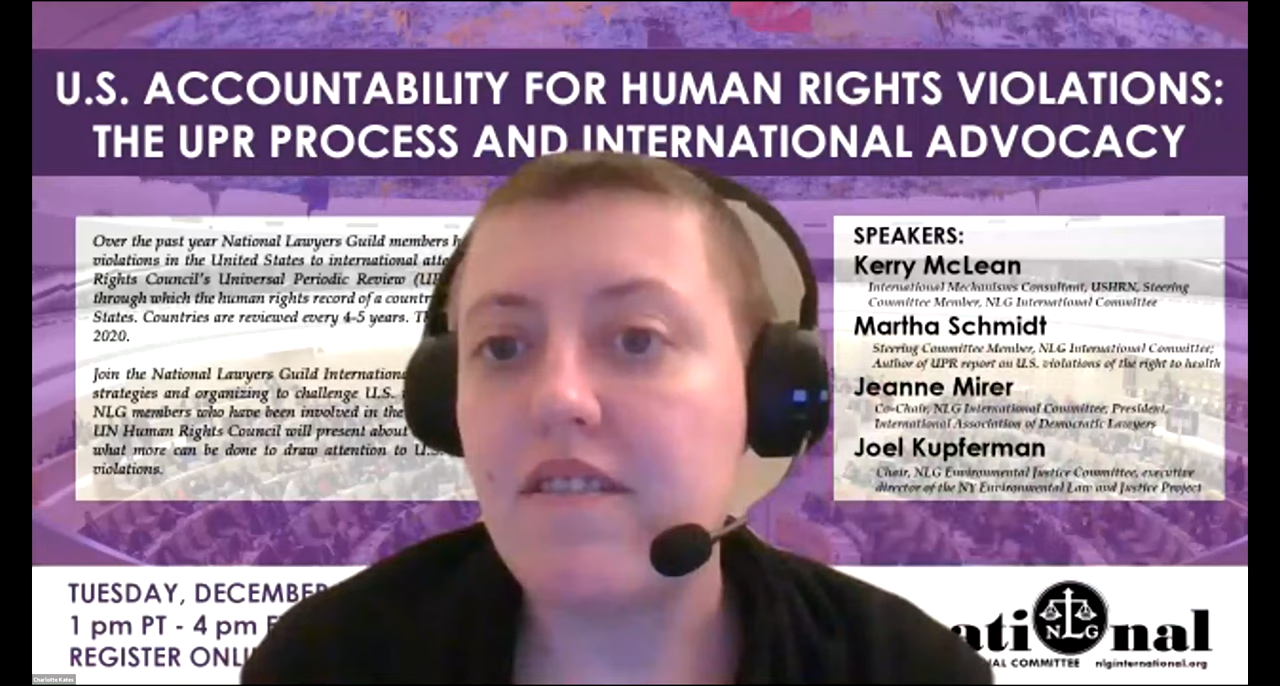 U.S. ACCOUNTABILITY FOR HUMAN RIGHTS VIOLATIONS:
THE UPR PROCESS AND INTERNATIONAL ADVOCACY
Over the past year National Lawyers Guild members
violations in the United States to international
Rights Council's Universal Periodic Review
through which the human rights record of a
States. Countries are reviewed every 4-5 years.
2020.
Join the National Lawyers Guild
strategies and organizing to challenge U.S.
NLG members who have been involved in the
UN Human Rights Council will present about
what more can be done to draw attention to U.S.
violations.
SPEAKERS:
Kerry McLean
International Mechanisms Consultant, USHRN, Steering
Committee Member, NLG International Committee
Martha Schmidt
Steering Committee Member, NLG International Committee;
Author of UPR report on U.S. violations of the right to health
Jeanne Mirer
Co-Chair, NLG International Committee, President,
International Association of Democratic Lawyers
Joel Kupferman
Chair, NLG Environmental Justice Committee, executive
director of the NY Environmental Law and Justice Project
TUESDAY, DECEMBER
1 pm PT - 4 pm
REGISTER
NLG
COMMITTEE nlginternational.org
Charlotte Kates